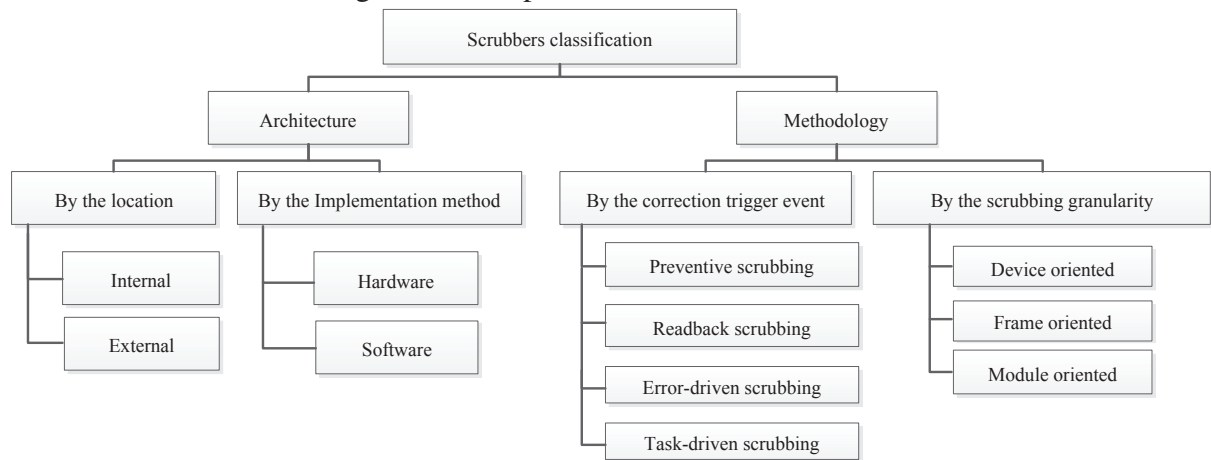 Scrubbers classification
Architecture
Methodology
By the location
By the Implementation method
By the correction trigger event
By the scrubbing granularity
Internal
External
Hardware
Software
Preventive scrubbing
Readback scrubbing
Error-driven scrubbing
Task-driven scrubbing
Device oriented
Frame oriented
Module oriented